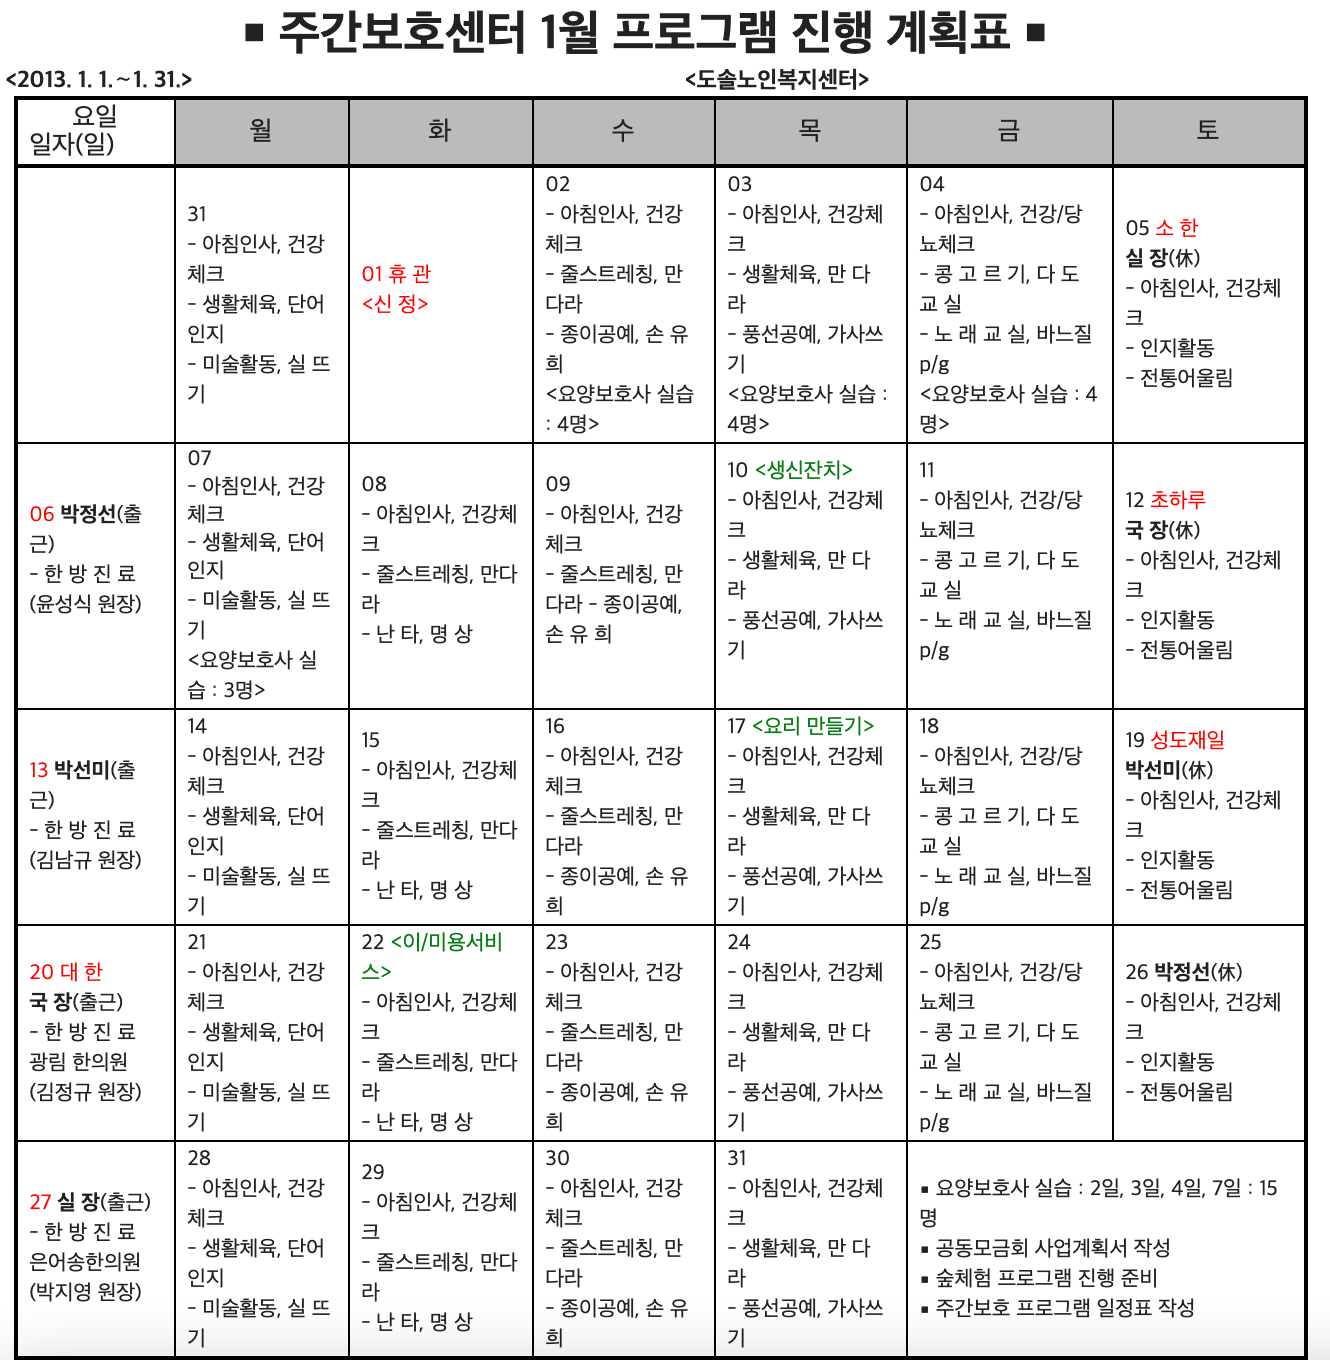 ▪ 주간보호센터 1월 프로그램 진행 계획표 ▪
<2013. 1. 1.~1. 31.>
<도솔노인복지센터>
요일
일자(일)
월
화
수
목
금
토
31
- 아침인사, 건강
체크
- 생활체육, 단어
인지
- 미술활동, 실 뜨
기
01 휴 관
<신 정>
02
- 아침인사, 건강
체크
- 줄스트레칭, 만
다라
- 종이공예, 손 유
희
<요양보호사 실습
: 4명>
03
- 아침인사, 건강체
크
- 생활체육, 만 다
라
- 풍선공예, 가사쓰
기
<요양보호사 실습 :
4명>
04
- 아침인사, 건강/당
뇨체크
- 콩 고 르 기, 다 도
교 실
- 노 래 교 실, 바느질
p/g
<요양보호사 실습 : 4
명>
05 소 한
실 장(休)
- 아침인사, 건강체
크
- 인지활동
- 전통어울림
06 박정선(출
근)
- 한 방 진 료
(윤성식 원장)
07
- 아침인사, 건강
체크
- 생활체육, 단어
인지
- 미술활동, 실 뜨
기
<요양보호사 실
습 : 3명>
08
- 아침인사, 건강체
크
- 줄스트레칭, 만다
라
- 난 타, 명 상
09
- 아침인사, 건강
체크
- 줄스트레칭, 만
다라 - 종이공예,
손 유 희
10 <생신잔치>
- 아침인사, 건강체
크
- 생활체육, 만 다
라
- 풍선공예, 가사쓰
기
11
- 아침인사, 건강/당
뇨체크
- 콩 고 르 기, 다 도
교 실
- 노 래 교 실, 바느질
p/g
12 초하루
국 장(休)
- 아침인사, 건강체
크
- 인지활동
- 전통어울림
13 박선미(출
근)
- 한 방 진 료
(김남규 원장)
14
- 아침인사, 건강
체크
- 생활체육, 단어
인지
- 미술활동, 실 뜨
기
15
- 아침인사, 건강체
크
- 줄스트레칭, 만다
라
- 난 타, 명 상
16
- 아침인사, 건강
체크
- 줄스트레칭, 만
다라
- 종이공예, 손 유
희
17 <요리 만들기>
- 아침인사, 건강체
크
- 생활체육, 만 다
라
- 풍선공예, 가사쓰
기
18
- 아침인사, 건강/당
뇨체크
- 콩 고 르 기, 다 도
교 실
- 노 래 교 실, 바느질
p/g
19 성도재일
박선미(休)
- 아침인사, 건강체
크
- 인지활동
- 전통어울림
20 대 한
국 장(출근)
- 한 방 진 료
광림 한의원
(김정규 원장)
21
- 아침인사, 건강
체크
- 생활체육, 단어
인지
- 미술활동, 실 뜨
기
22 <이/미용서비
스>
- 아침인사, 건강체
크
- 줄스트레칭, 만다
라
- 난 타, 명 상
23
- 아침인사, 건강
체크
- 줄스트레칭, 만
다라
- 종이공예, 손 유
희
24
- 아침인사, 건강체
크
- 생활체육, 만 다
라
- 풍선공예, 가사쓰
기
25
- 아침인사, 건강/당
뇨체크
- 콩 고 르 기, 다 도
교 실
- 노 래 교 실, 바느질
p/g
26 박정선(休)
- 아침인사, 건강체
크
- 인지활동
- 전통어울림
27 실 장(출근)
- 한 방 진 료
은어송한의원
(박지영 원장)
28
- 아침인사, 건강
체크
- 생활체육, 단어
인지
- 미술활동, 실 뜨
기
29
- 아침인사, 건강체
크
- 줄스트레칭, 만다
라
- 난 타, 명 상
30
- 아침인사, 건강
체크
- 줄스트레칭, 만
다라
- 종이공예, 손 유
희
31
- 아침인사, 건강체
크
- 생활체육, 만 다
라
- 풍선공예, 가사쓰
기
▪ 요양보호사 실습 : 2일, 3일, 4일, 7일 : 15
명
▪ 공동모금회 사업계획서 작성
▪ 숲체험 프로그램 진행 준비
▪ 주간보호 프로그램 일정표 작성